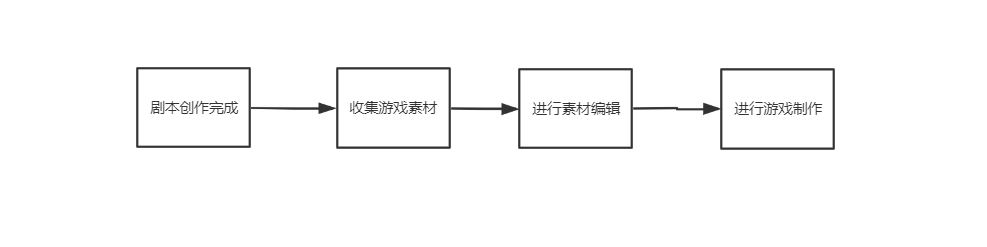 剧本创作完成
收集游戏素材
进行素材编辑
进行游戏制作